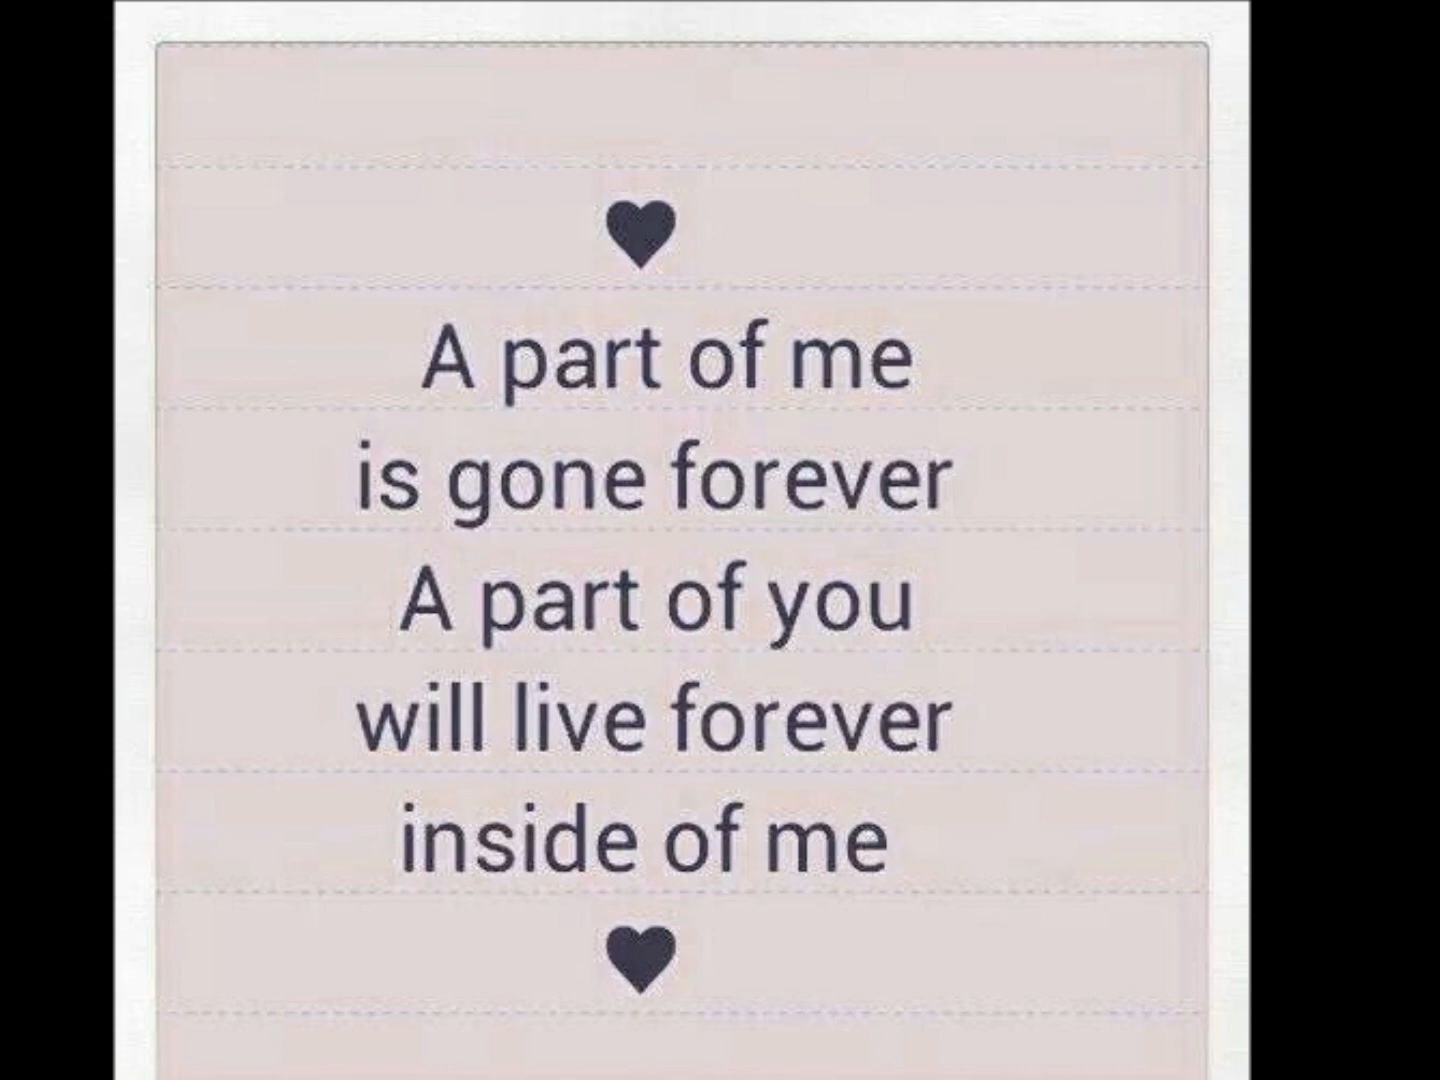 ♥
A part of me
is gone forever
A part of you
will live forever
inside of me
♥